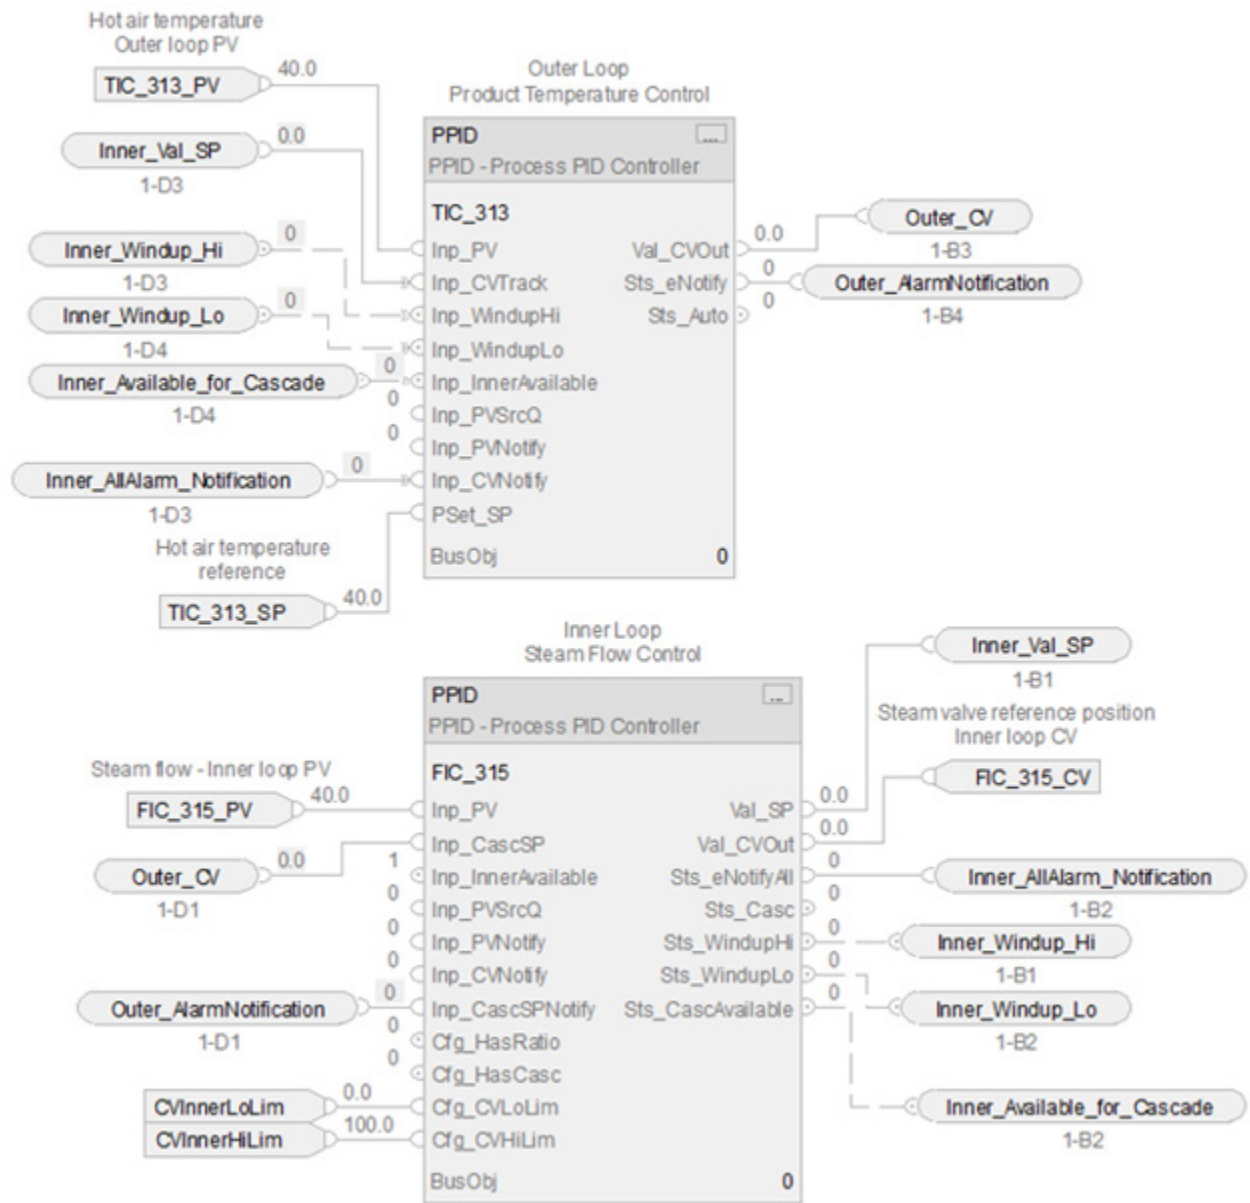 Hot air temperature
Outer loop PV
TIC_313_PV
40.0
Inner_Val_SP
0.0
1-D3
Inner_Windup_Hi
0
1-D3
Inner_Windup_Lo
0
1-D4
Inner_Available_for_Cascade
0
1-D4
0
0
Inner_AllAlarm_Notification
0
1-D3
Hot air temperature
reference
TIC_313_SP
40.0
Outer Loop
Product Temperature Control
PPID
...
PPID - Process PID Controller
TIC_313
Inp_PV
Val_CVOut
Inp_CVTrack
Sts_eNotify
Inp_WindupHi
Sts_Auto
Inp_WindupLo
Inp_InnerAvailable
Inp_PVSrcQ
Inp_PVNotify
Inp_CVNotify
PSet_SP
BusObj
0
0.0
Outer_CV
1-B3
0
Outer_AlarmNotification
0
1-B4
Inner Loop
Steam Flow Control
PPID
...
PPID - Process PID Controller
FIC_315
Steam flow - Inner loop PV
FIC_315_PV
40.0
Outer_CV
0.0
1-D1
1
0
0
0
Outer_AlarmNotification
0
1-D1
0
0
CVInnerLoLim
0.0
CVInnerHiLim
100.0
Inp_PV
Val_SP
Inp_CascSP
Val_CVOut
Inp_InnerAvailable
Sts_eNotifyAll
Inp_PVSrcQ
Sts_Casc
Inp_PVNotify
Sts_WindupHi
Inp_CVNotify
Sts_WindupLo
Inp_CascSPNotify
Sts_CascAvailable
Cfg_HasRatio
Cfg_HasCasc
Cfg_CVLoLim
Cfg_CVHiLim
BusObj
0
Inner_Val_SP
1-B1
Steam valve reference position
Inner loop CV
0.0
FIC_315_CV
0.0
0
Inner_AllAlarm_Notification
0
1-B2
0
Inner_Windup_Hi
0
1-B1
0
Inner_Windup_Lo
1-B2
Inner_Available_for_Cascade
1-B2